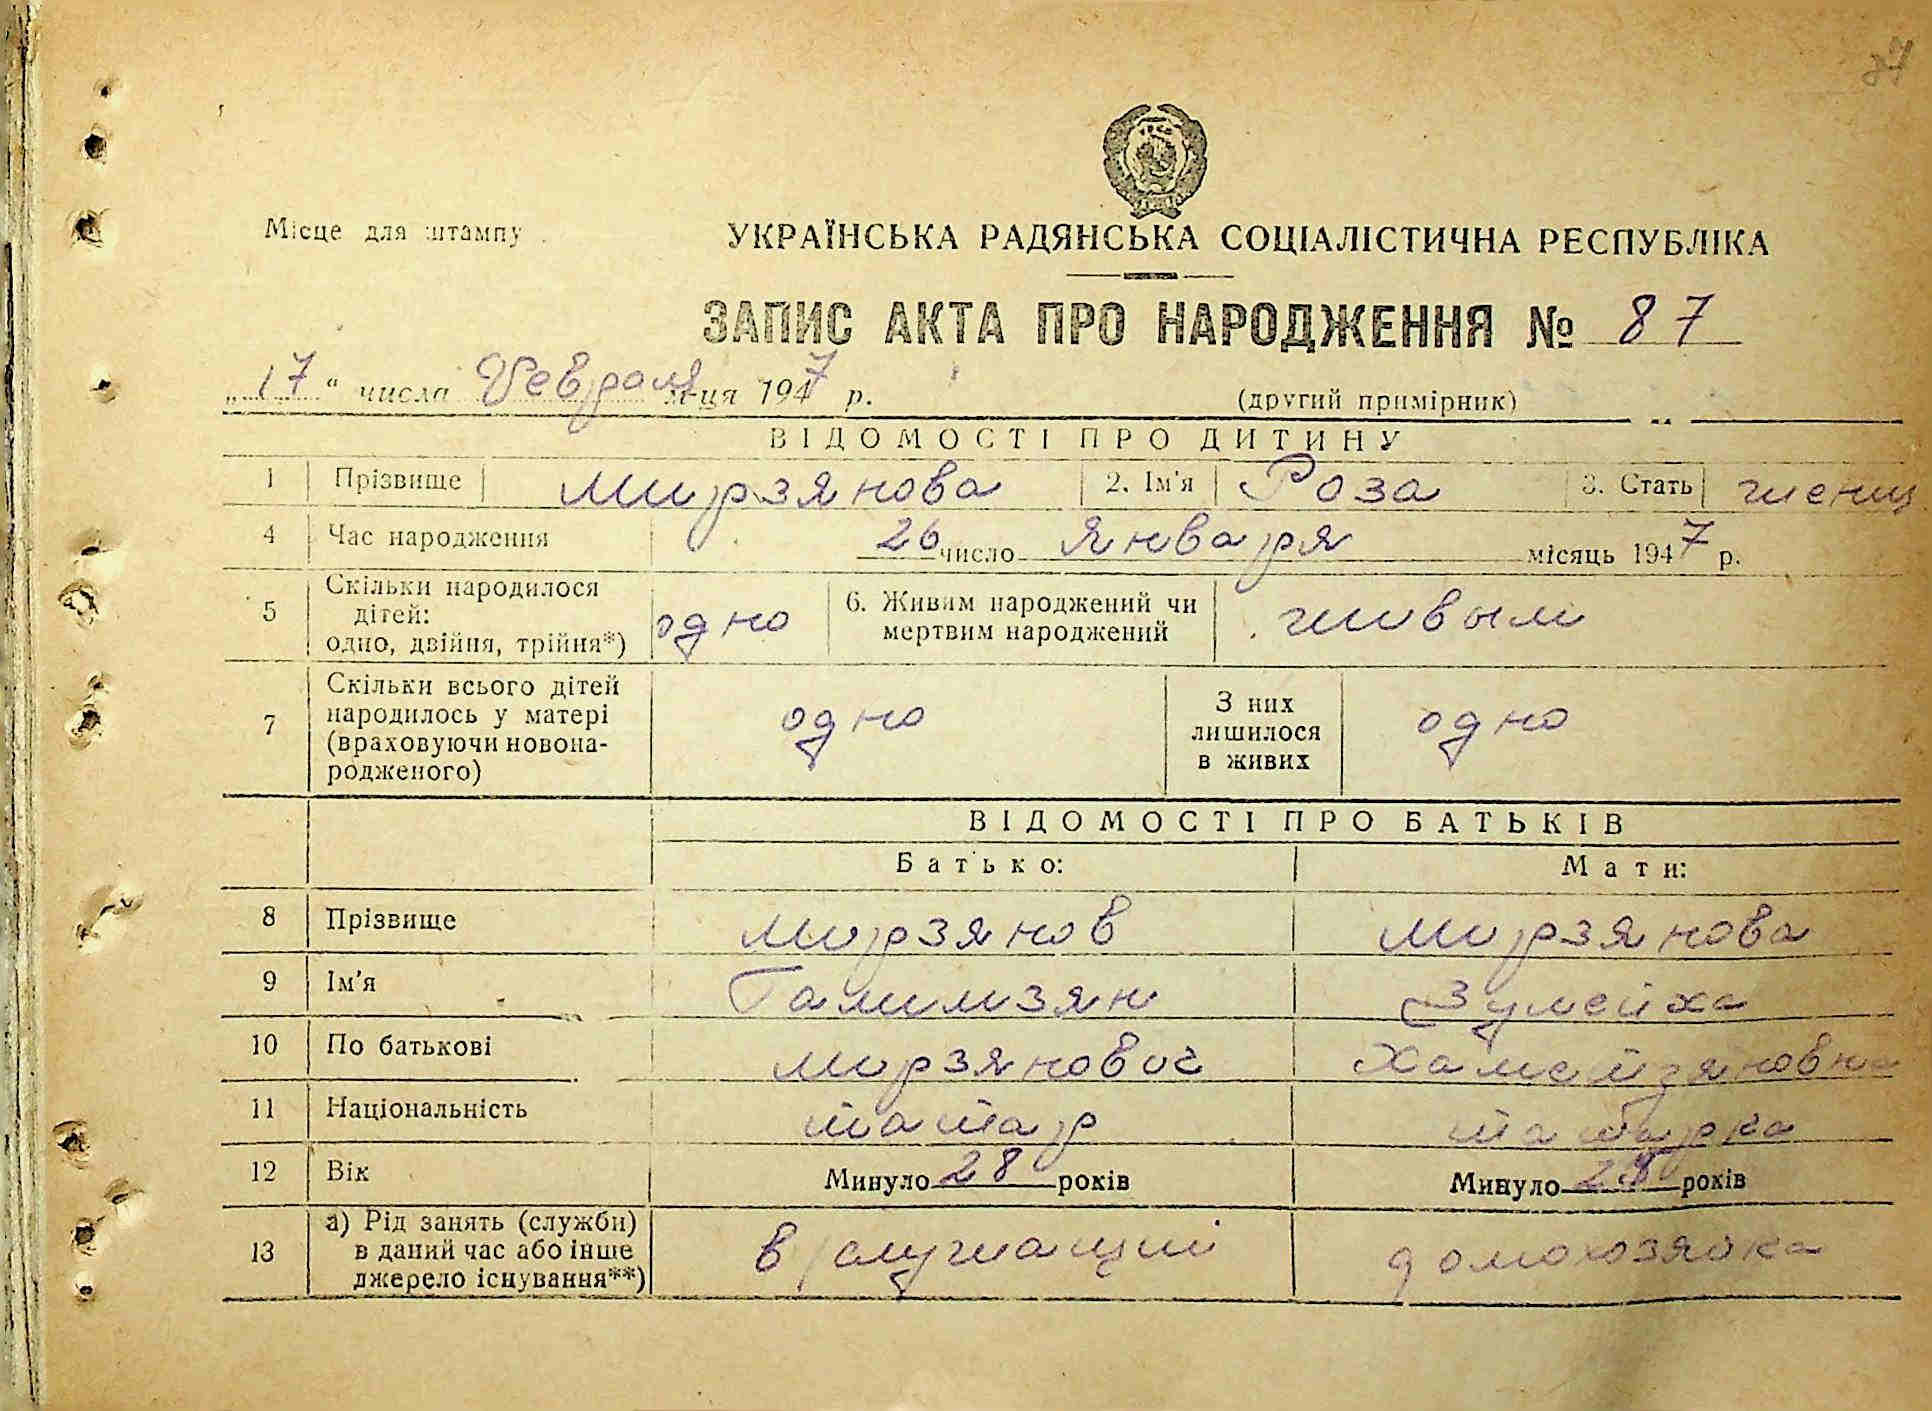 87
Місце для штампу
УКРАЇНСЬКА РАДЯНСЬКА СОЦІАЛІСТИЧНА РЕСПУБЛІКА
ЗАПИС АКТА ПРО НАРОДЖЕННЯ № 87
„17“ числа Февраля м-ця 1947 р.
(другий примірник)
ВІДОМОСТІ ПРО ДИТИНУ
1 Прізвище Мирзянова 2. Ім'я Роза 3. Стать женщ
4 Час народження 26 число Января місяць 1947 р.
5 Скільки народилося дітей: одно, двійня, трійня*) одно 6. Живим народжений чи мертвим народжений живым
7 Скільки всього дітей народилось у матері (враховуючи новонародженого) одно З них лишилося в живих одно
ВІДОМОСТІ ПРО БАТЬКІВ
Батько: Мати:
8 Прізвище Мирзянов Мирзянова
9 Ім'я Галимзян Зулейха
10 По батькові Мирзянович
11 Національність татар татарка
12 Вік Минуло 28 років Минуло років
13 а) Рід занять (служби) в даний час або інше джерело існування**) в/служащий домохозяйка